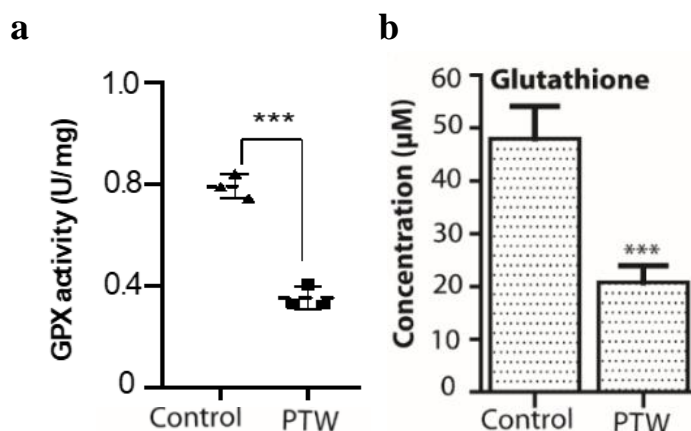 a
GPX activity (U/mg)
1.0
0.8
0.4
0
***
Control PTW
b
Glutathione
Concentration (µM)
60
50
40
30
20
10
0
***
Control PTW